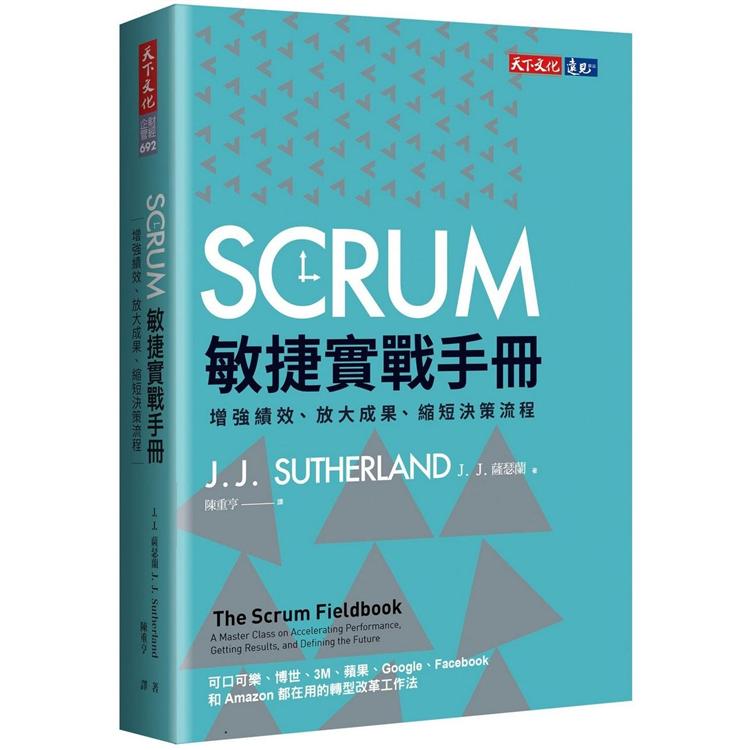 天下文化
財經
企管
692
SCRUM
敏捷實戰手冊
增強績效、放大成果、縮短決策流程
J. J. 薩瑟蘭 J. J. Sutherland 著
陳重亨 譯
天下文化 遠見
SCRUM
敏捷實戰手冊
增強績效、放大成果、縮短決策流程
J.J. SUTHERLAND J. J. 薩瑟蘭 著
陳重亨 譯
The Scrum Fieldbook
A Master Class on Accelerating Performance,
Getting Results, and Defining the Future
可口可樂、博世、3M、蘋果、Google、Facebook
和 Amazon 都在用的轉型改革工作法